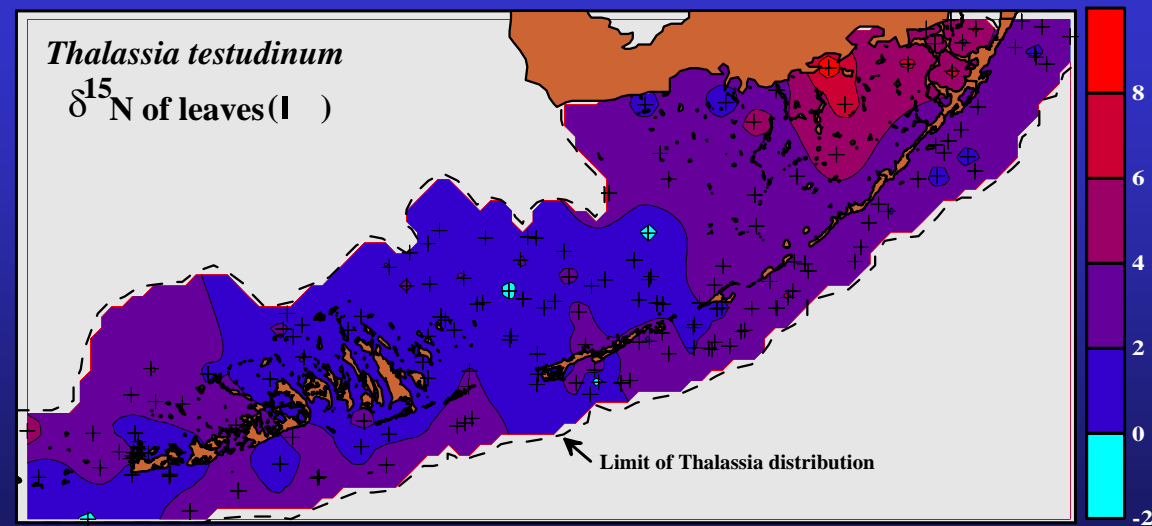 Thalassia testudinum
δ15N of leaves (I )
8
6
4
2
0
-2
Limit of Thalassia distribution